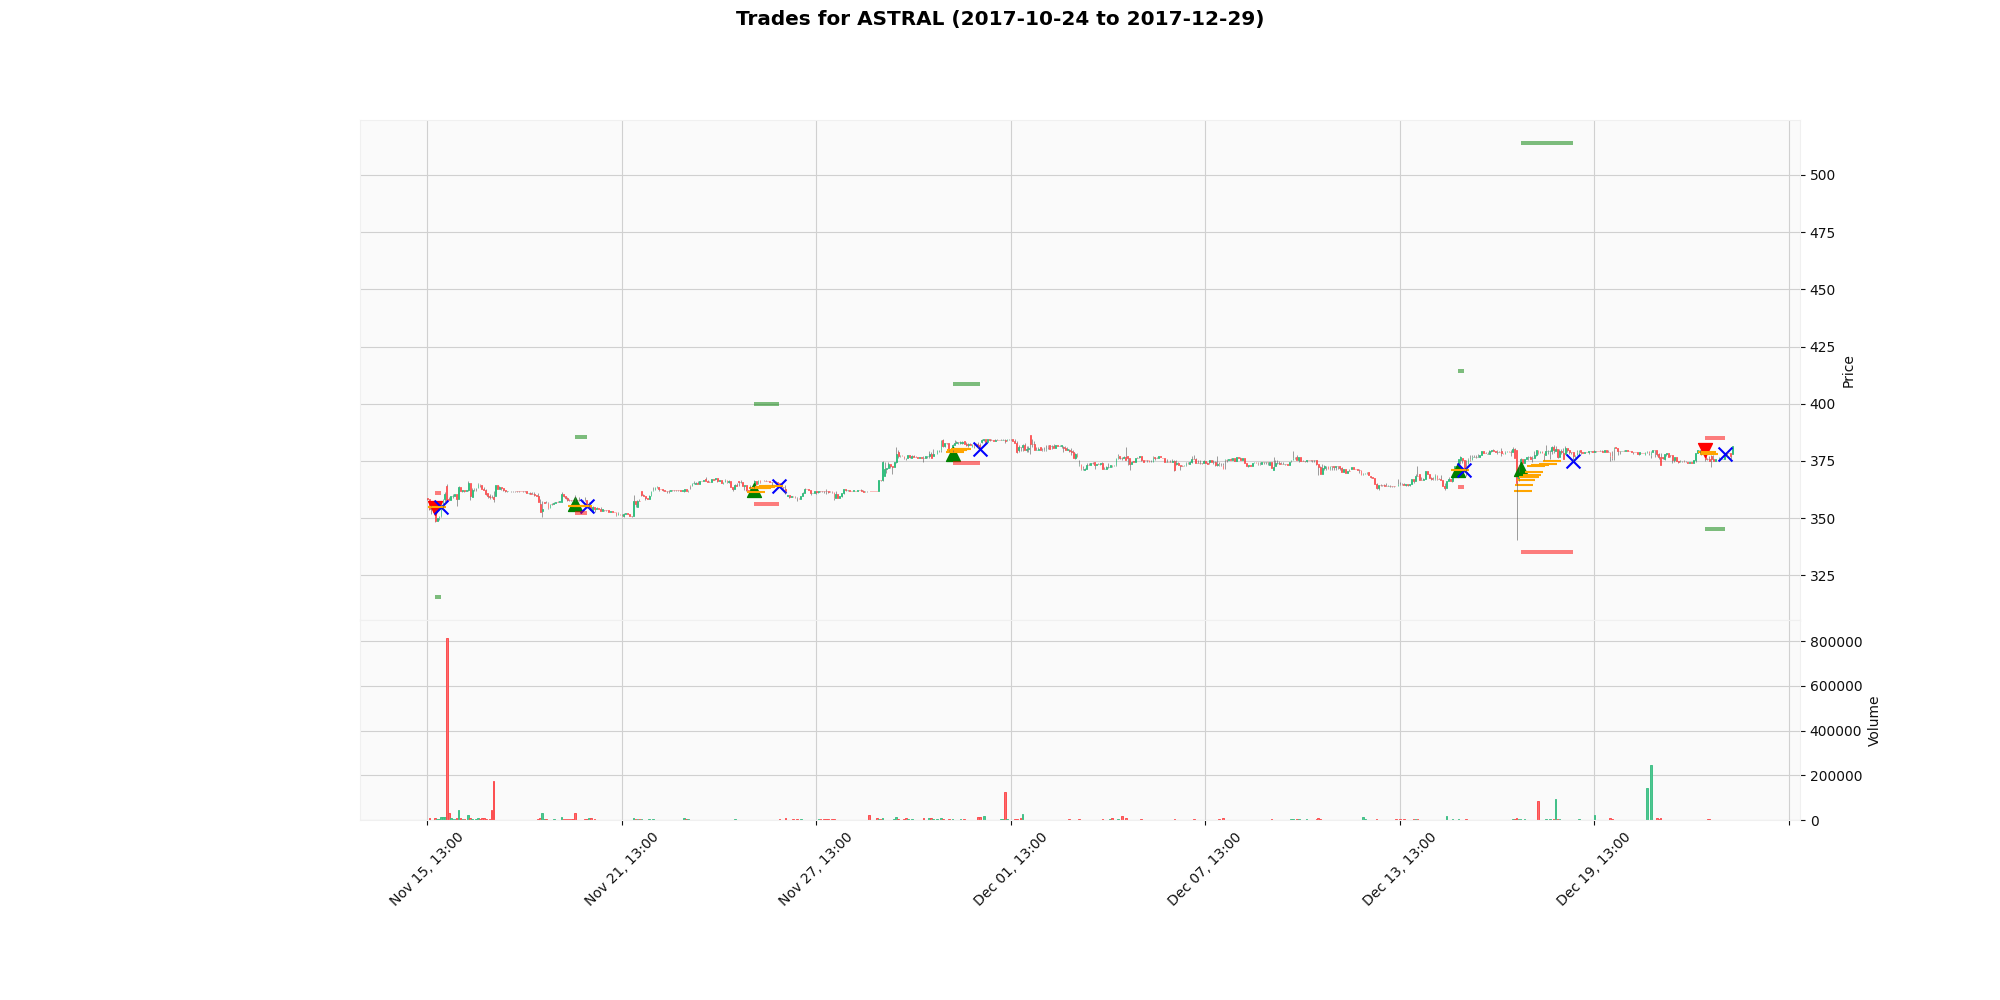 Trades for ASTRAL (2017-10-24 to 2017-12-29)
500
475
450
425
400
375
350
325
Price
800000
600000
400000
200000
0
Volume
Nov 15, 13:00
Nov 21, 13:00
Nov 27, 13:00
Dec 01, 13:00
Dec 07, 13:00
Dec 13, 13:00
Dec 19, 13:00